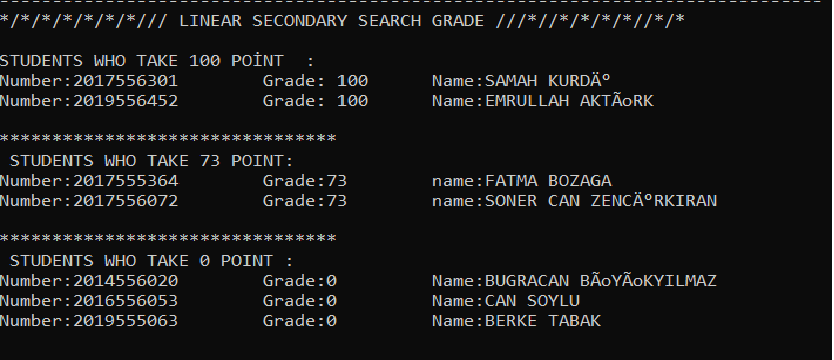 */*/*/*/*/*/*/// LINEAR SECONDARY SEARCH GRADE ///*//*/*/*/*//*/*
STUDENTS WHO TAKE 100 POİNT :
Number:2017556301 Grade: 100 Name:SAMAH KURDÄ°
Number:2019556452 Grade: 100 Name:EMRULLAH AKTÃoRK
********************************
STUDENTS WHO TAKE 73 POINT:
Number:2017555364 Grade:73 name:FATMA BOZAGA
Number:2017556072 Grade:73 name:SONER CAN ZENCÄ°RKIRAN
********************************
STUDENTS WHO TAKE 0 POINT :
Number:2014556020 Grade:0 Name:BUGRACAN BÃoYÃoKYILMAZ
Number:2016556053 Grade:0 Name:CAN SOYLU
Number:2019555063 Grade:0 Name:BERKE TABAK